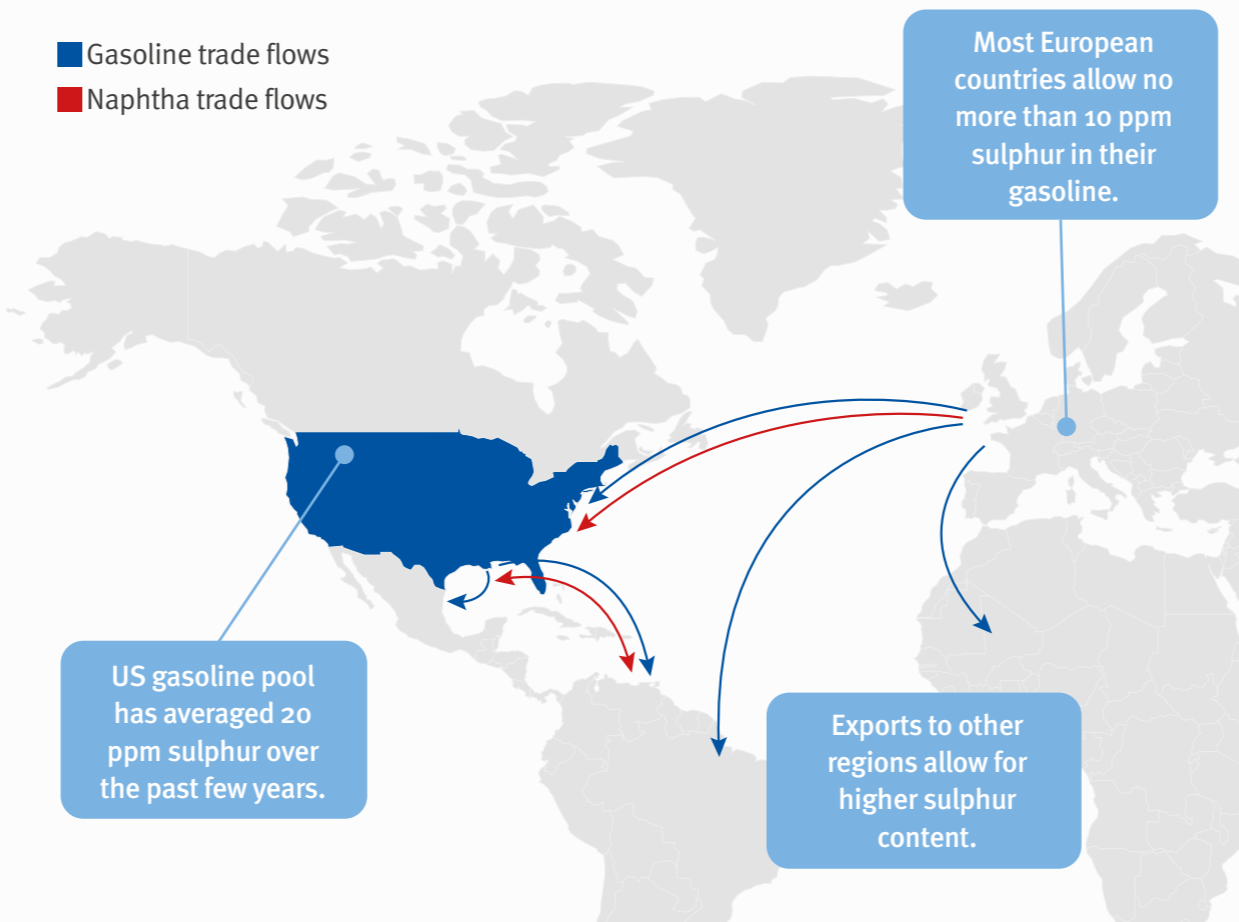 Gasoline trade flows
Naphtha trade flows
Most European
countries allow no
more than 10 ppm
sulphur in their
gasoline.
US gasoline pool
has averaged 20
ppm sulphur over
the past few years.
Exports to other
regions allow for
higher sulphur
content.